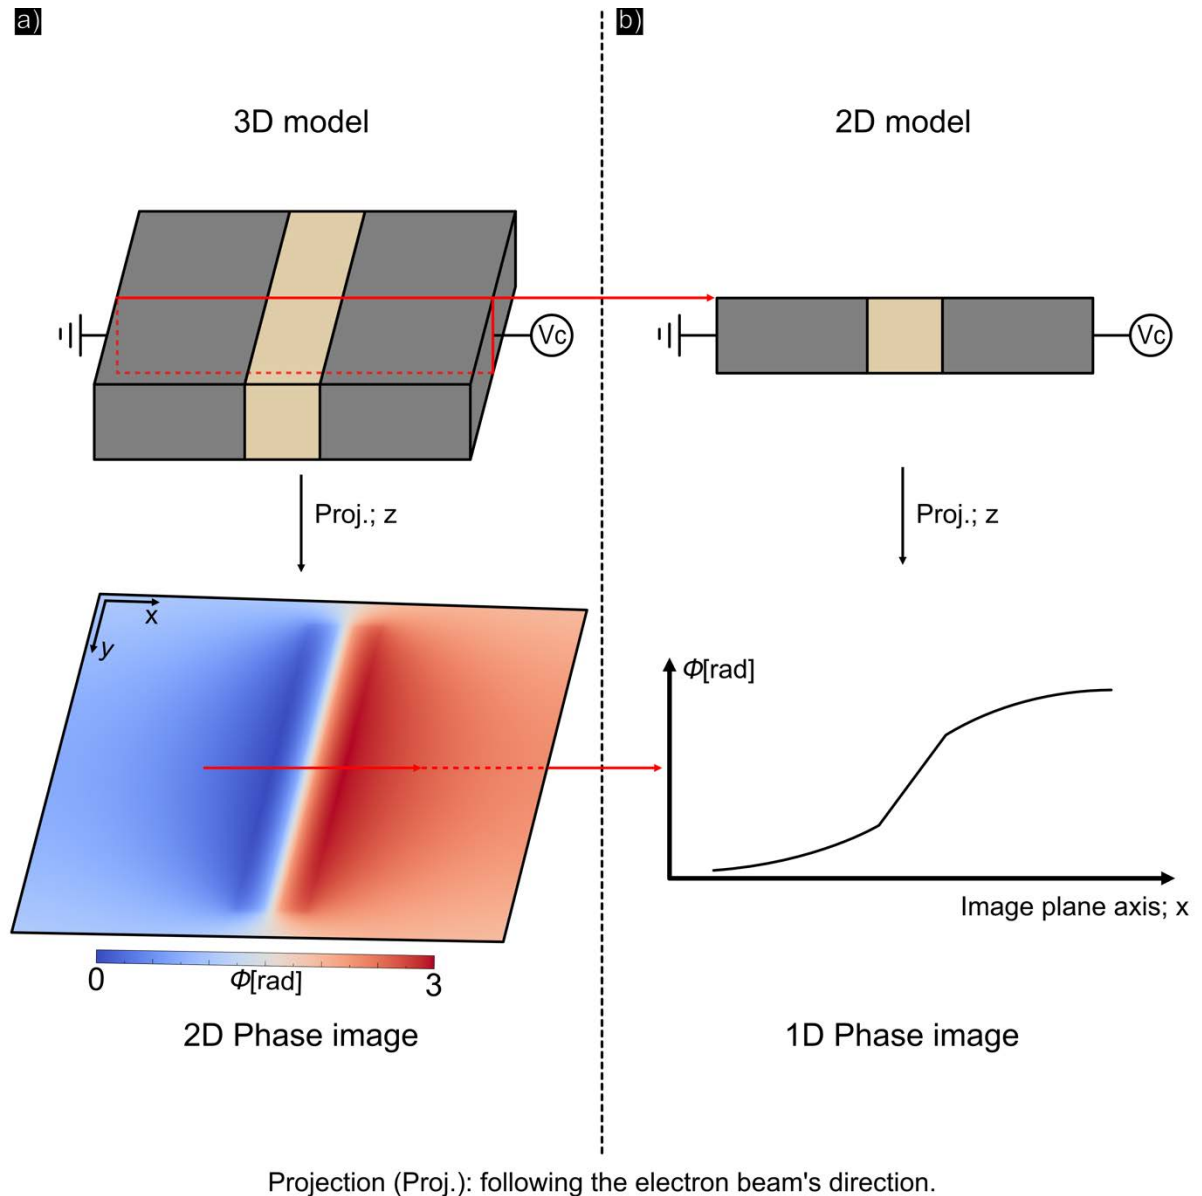 a)
b)
3D model
2D model
Vc
Vc
Proj.; z
Proj.; z
x
y
Φ[rad]
Image plane axis; x
0
Φ[rad]
3
2D Phase image
1D Phase image
Projection (Proj.): following the electron beam's direction.